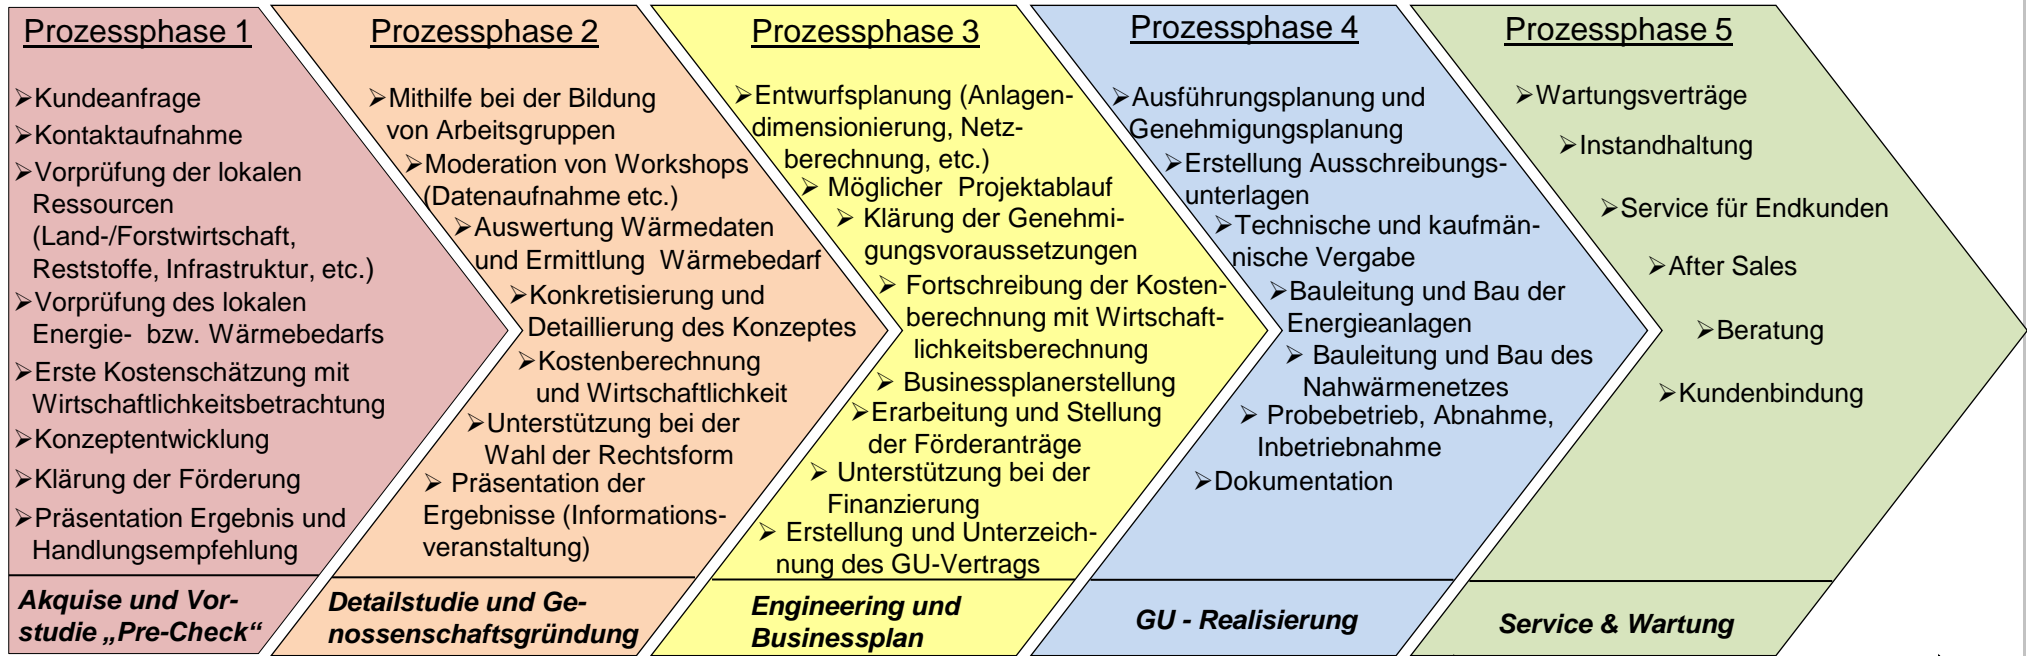 Prozessphase 1
➢Kundeanfrage
➢Kontaktaufnahme
➢Vorprüfung der lokalen
Ressourcen
(Land-/Forstwirtschaft,
Reststoffe, Infrastruktur, etc.)
➢Vorprüfung des lokalen
Energie- bzw. Wärmebedarfs
➢Erste Kostenschätzung mit
Wirtschaftlichkeitsbetrachtung
➢Konzeptentwicklung
➢Klärung der Förderung
➢Präsentation Ergebnis und
Handlungsempfehlung
Akquise und Vor-
studie „Pre-Check“
Prozessphase 2
➢Mithilfe bei der Bildung
von Arbeitsgruppen
➢Moderation von Workshops
(Datenaufnahme etc.)
➢Auswertung Wärmedaten
und Ermittlung Wärmebedarf
➢Konkretisierung und
Detaillierung des Konzeptes
➢Kostenberechnung
und Wirtschaftlichkeit
➢Unterstützung bei der
Wahl der Rechtsform
➢ Präsentation der
Ergebnisse (Informations-
veranstaltung)
Detailstudie und Ge-
nossenschaftsgründung
Prozessphase 3
➢Entwurfsplanung (Anlagen-
dimensionierung, Netz-
berechnung, etc.)
➢ Möglicher Projektablauf
➢ Klärung der Genehmi-
gungsvoraussetzungen
➢ Fortschreibung der Kosten-
berechnung mit Wirtschaft-
lichkeitsberechnung
➢ Businessplanerstellung
➢Erarbeitung und Stellung
der Förderanträge
➢ Unterstützung bei der
Finanzierung
➢ Erstellung und Unterzeich-
nung des GU-Vertrags
Engineering und
Businessplan
Prozessphase 4
➢Ausführungsplanung und
Genehmigungsplanung
➢Erstellung Ausschreibungs-
unterlagen
➢Technische und kaufmän-
nische Vergabe
➢Bauleitung und Bau der
Energieanlagen
➢ Bauleitung und Bau des
Nahwärmenetzes
➢ Probebetrieb, Abnahme,
Inbetriebnahme
➢Dokumentation
GU - Realisierung
Prozessphase 5
➢Wartungsverträge
➢Instandhaltung
➢Service für Endkunden
➢After Sales
➢Beratung
➢Kundenbindung
Service & Wartung